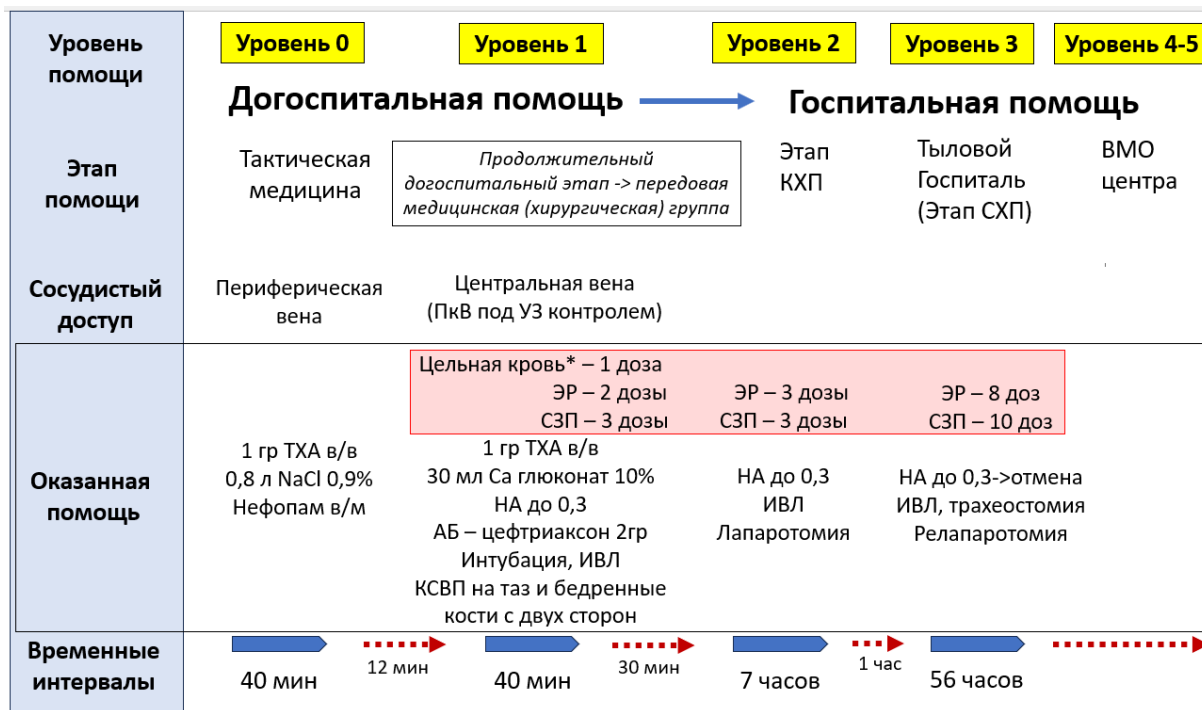 Уровень помощи
Уровень 0
Уровень 1
Уровень 2
Уровень 3
Уровень 4-5
Догоспитальная помощь
Госпитальная помощь
Этап помощи
Тактическая
медицина
Продолжительный
догоспитальный этап -> передовая
медицинская (хирургическая) группа
Этап
КХП
Тыловой
Госпиталь
(Этап СХП)
ВМО
центра
Сосудистый
доступ
Периферическая
вена
Центральная вена
(ПкВ под УЗ контролем)
Оказанная
помощь
1 гр ТХА в/в
0,8 л NaCl 0,9%
Нефопам в/м
Цельная кровь* – 1 доза
ЭР – 2 дозы
СЗП – 3 дозы
1 гр ТХА в/в
30 мл Ca глюконат 10%
НА до 0,3
АБ – цефтриаксон 2гр
Интубация, ИВЛ
КСВП на таз и бедренные
кости с двух сторон
ЭР – 3 дозы
СЗП – 3 дозы
НА до 0,3
ИВЛ
Лапаротомия
ЭР – 8 доз
СЗП – 10 доз
НА до 0,3->отмена
ИВЛ, трахеостомия
Релапаротомия
Временные
интервалы
40 мин
12 мин
40 мин
30 мин
7 часов
1 час
56 часов